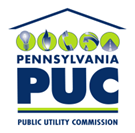 PENNSYLVANIA
PUC
PUBLIC UTILITY COMMISSION